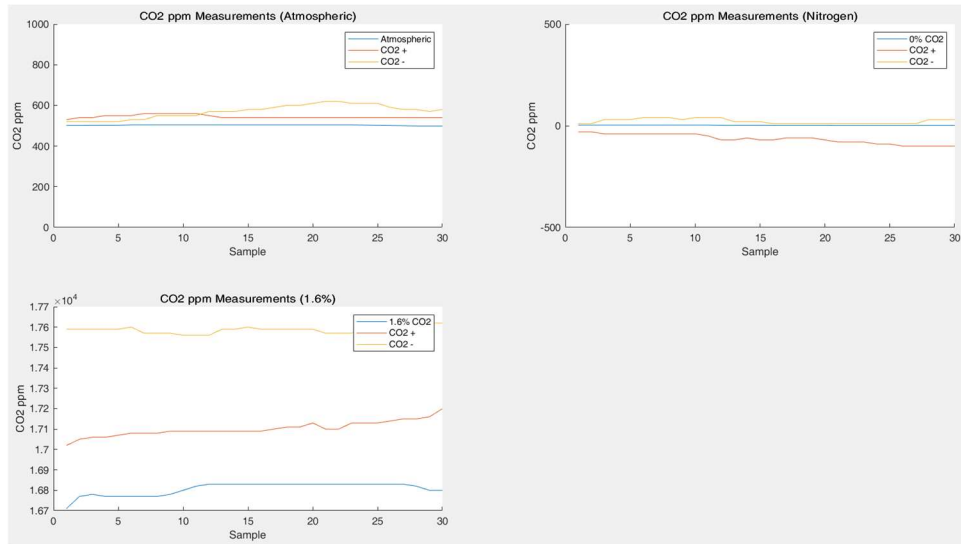 CO2 ppm Measurements (Atmospheric)
1000
800
600
400
200
0
CO2 ppm
0 5 10 15 20 25 30
Sample
Atmospheric
CO2 +
CO2 -
CO2 ppm Measurements (Nitrogen)
500
0
-500
CO2 ppm
0 5 10 15 20 25 30
Sample
0% CO2
CO2 +
CO2 -
CO2 ppm Measurements (1.6%)
×10⁴
1.77
1.76
1.75
1.74
1.73
1.72
1.71
1.7
1.69
1.68
1.67
CO2 ppm
0 5 10 15 20 25 30
Sample
1.6% CO2
CO2 +
CO2 -